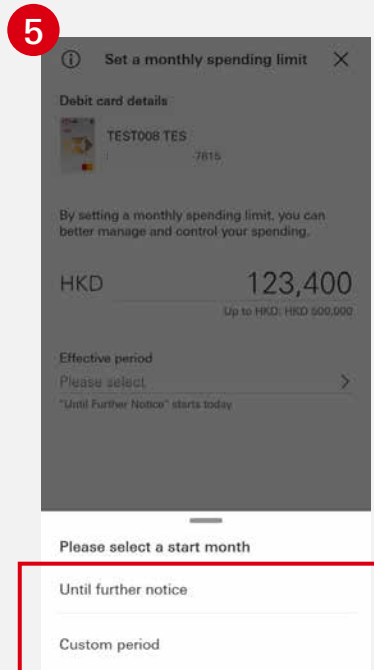 5
Set a monthly spending limit
Debit card details
TEST008 TES
-7815
By setting a monthly spending limit, you can
better manage and control your spending.
HKD 123,400
Up to HKD: HKD 500,000
Effective period
Please select
"Until Further Notice" starts today
Please select a start month
Until further notice
Custom period